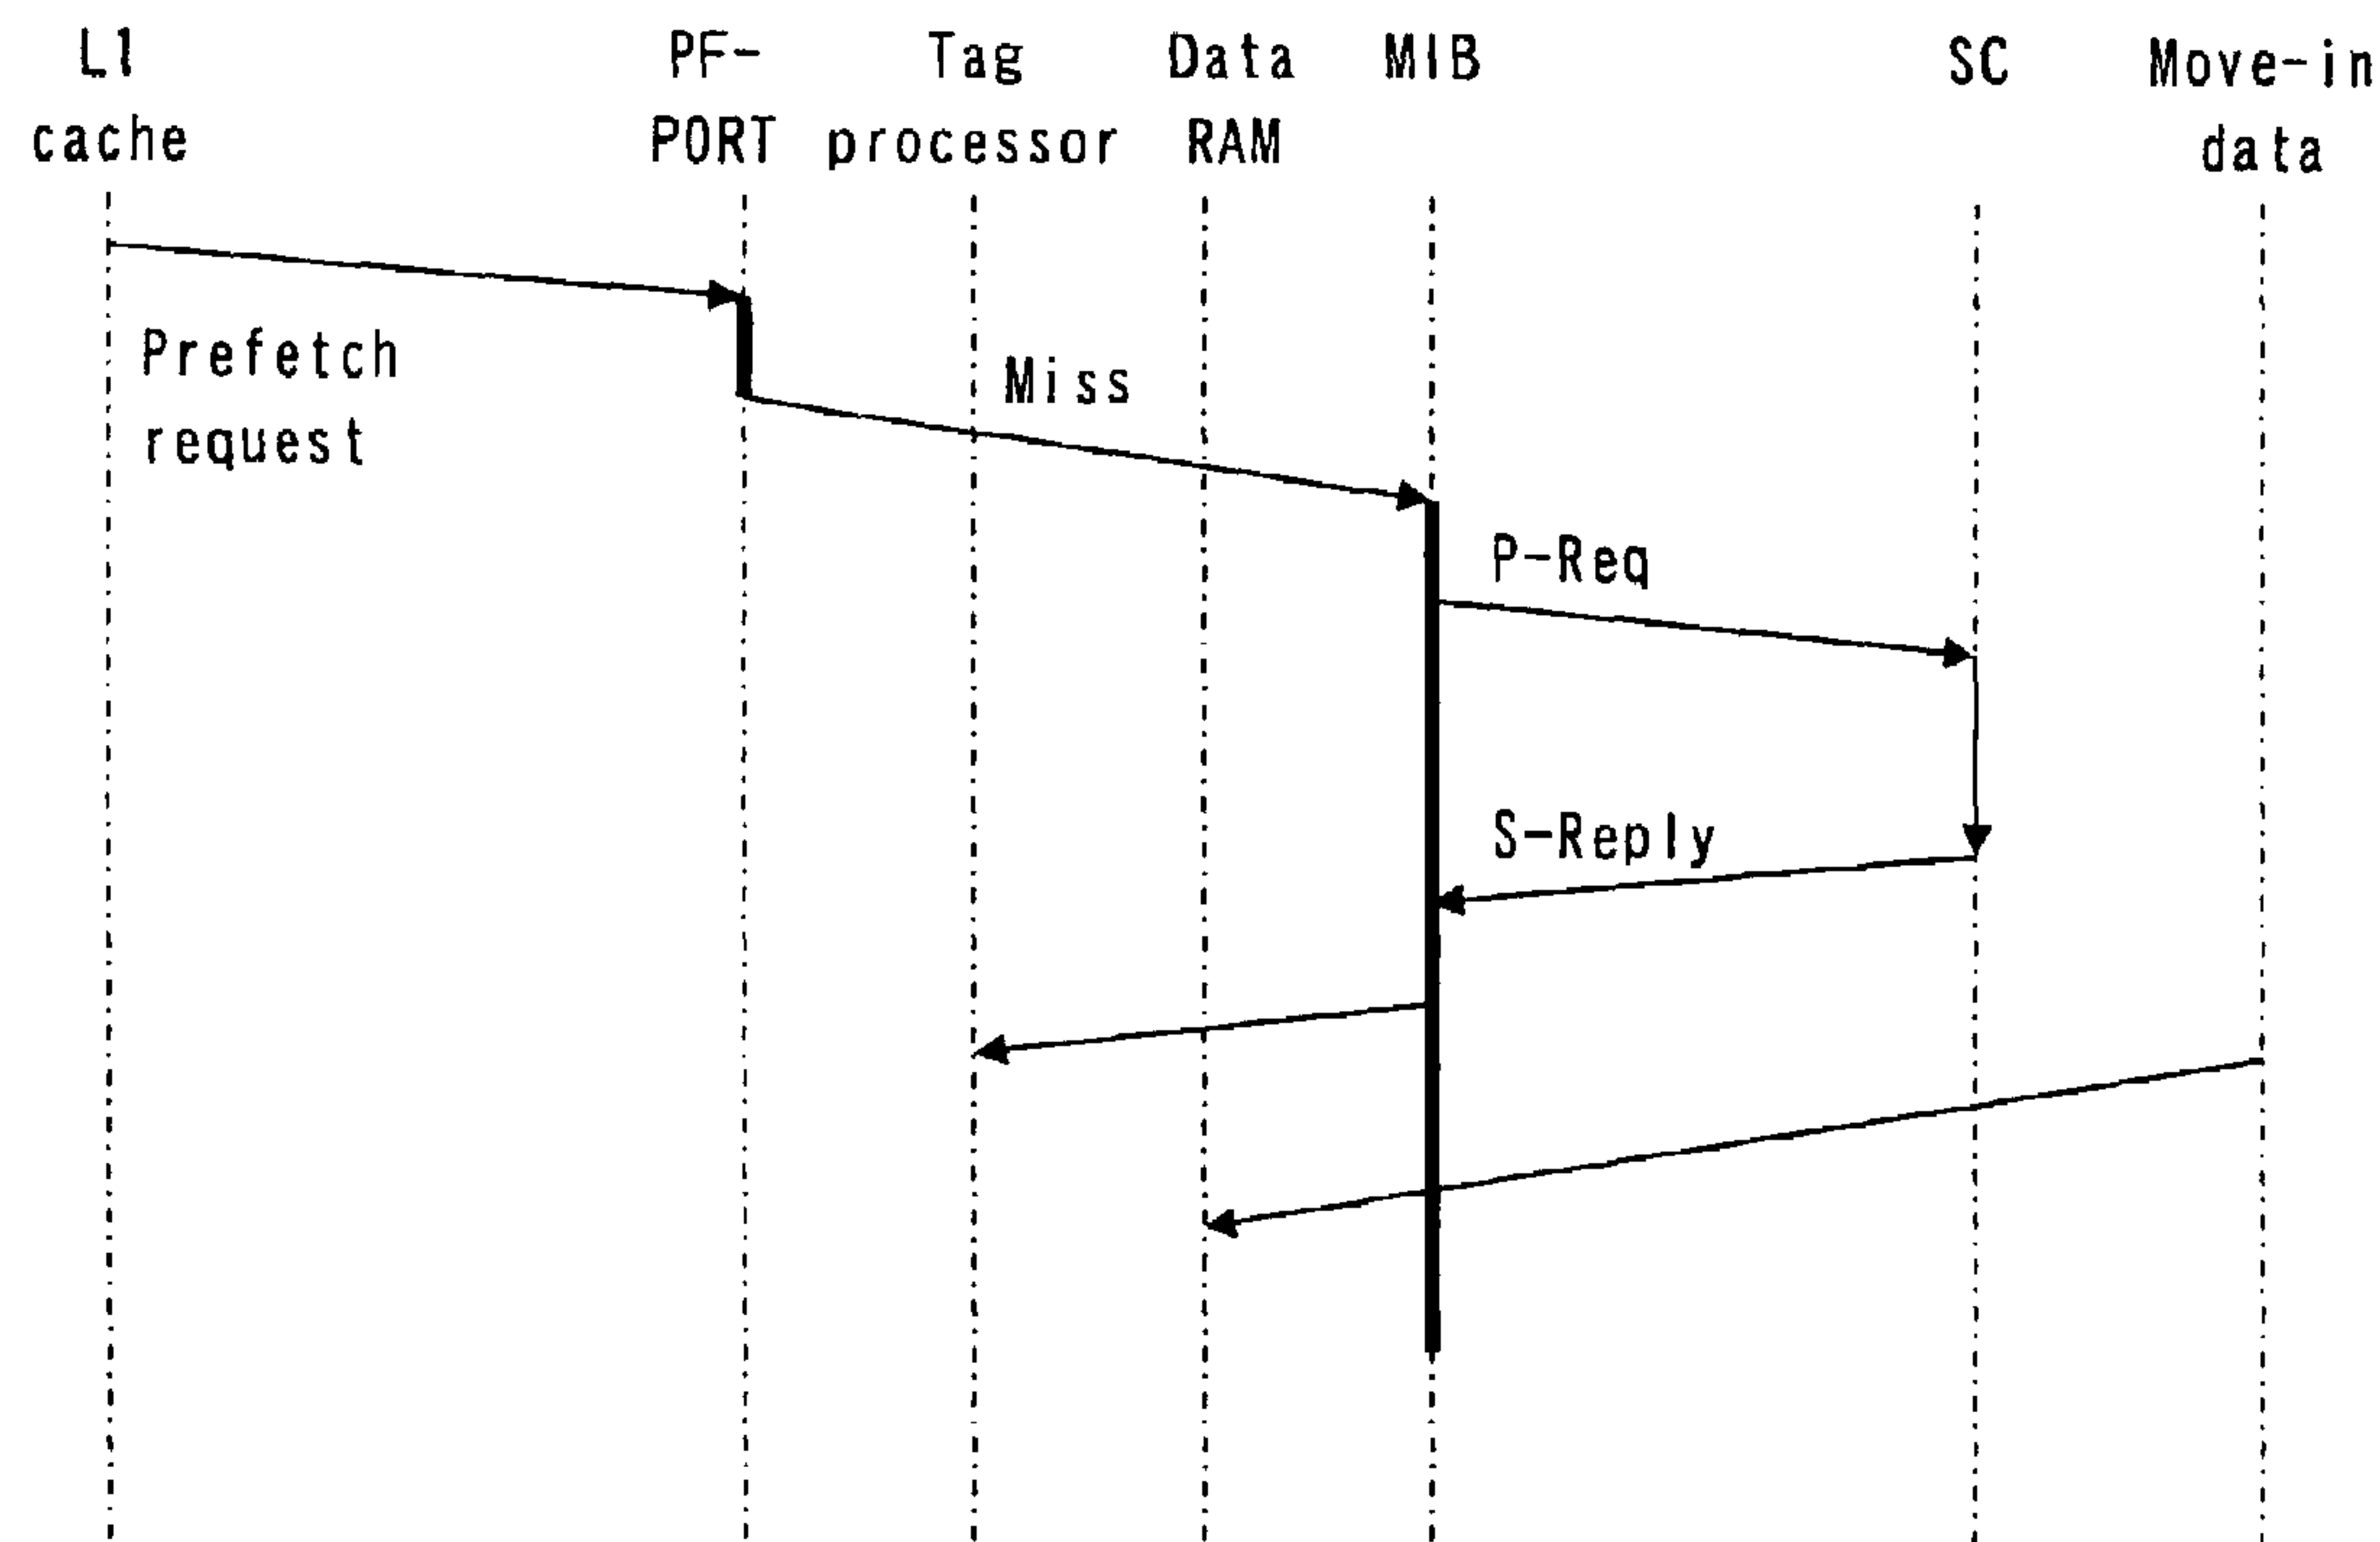 L1
cache
PF-
PORT
Tag
processor
Data
RAM
MIB
SC
Move-in
data
Prefetch
request
Miss
P-Req
S-Reply